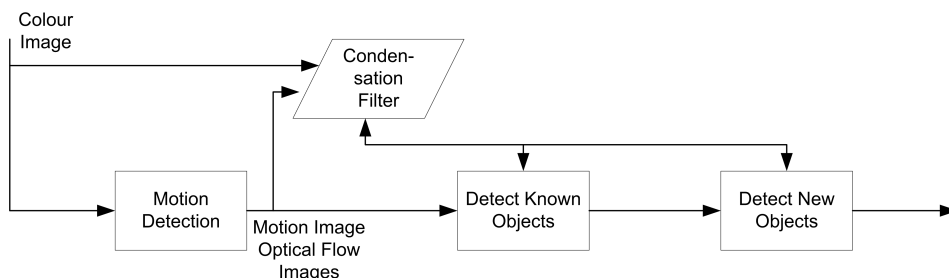 Colour
Image
Conden-
sation
Filter
Motion
Detection
Motion Image
Optical Flow
Images
Detect Known
Objects
Detect New
Objects